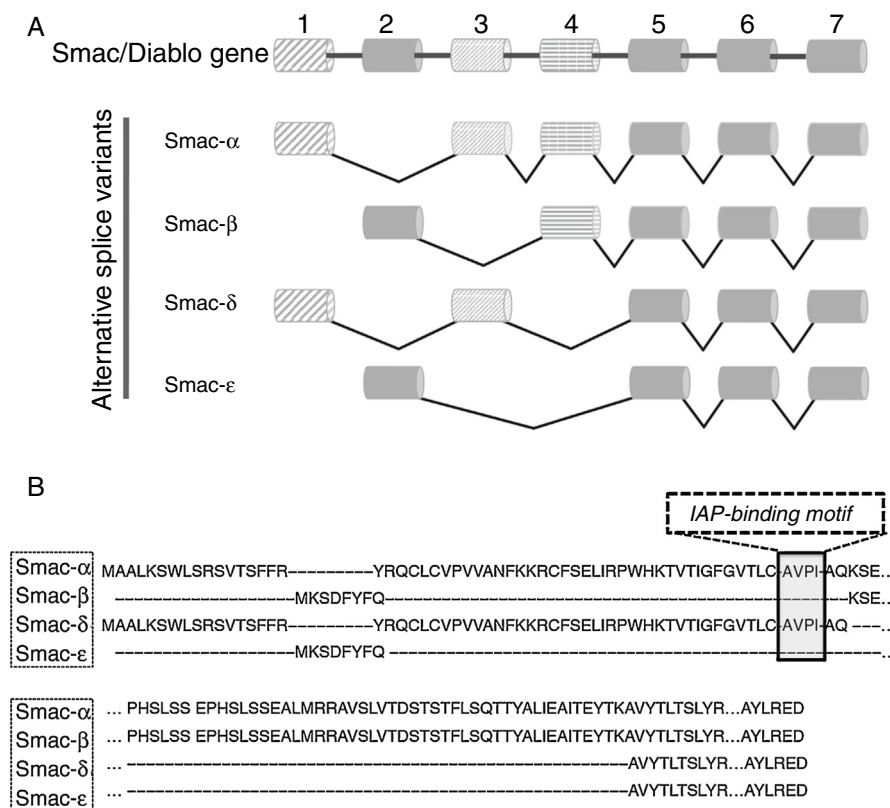 A
1 2 3 4 5 6 7
Smac/Diablo gene
Alternative splice variants
Smac-α
Smac-β
Smac-δ
Smac-ε
B
IAP-binding motif
Smac-α MAALKSWLSRSVTSFFR----------YRQCLCVPVVANFKKRCFSELIRPWHKTVTIGFGVTLC-AVPI-AQKSE...
Smac-β --------------------MKSDFYFQ------------------------------------------------------KSE...
Smac-δ MAALKSWLSRSVTSFFR----------YRQCLCVPVVANFKKRCFSELIRPWHKTVTIGFGVTLC-AVPI-AQ ----...
Smac-ε --------------------MKSDFYFQ----------------------------------------------------------...
Smac-α ... PHSLSS EPHSLSSEALMRRAVSLVTDSTSTFLSQTTYALIEAITEYTKAVYTLTSLYR...AYLRED
Smac-β ... PHSLSS EPHSLSSEALMRRAVSLVTDSTSTFLSQTTYALIEAITEYTKAVYTLTSLYR...AYLRED
Smac-δ. ...----------------------------------------------------------AVYTLTSLYR...AYLRED
Smac-ε ...----------------------------------------------------------AVYTLTSLYR...AYLRED